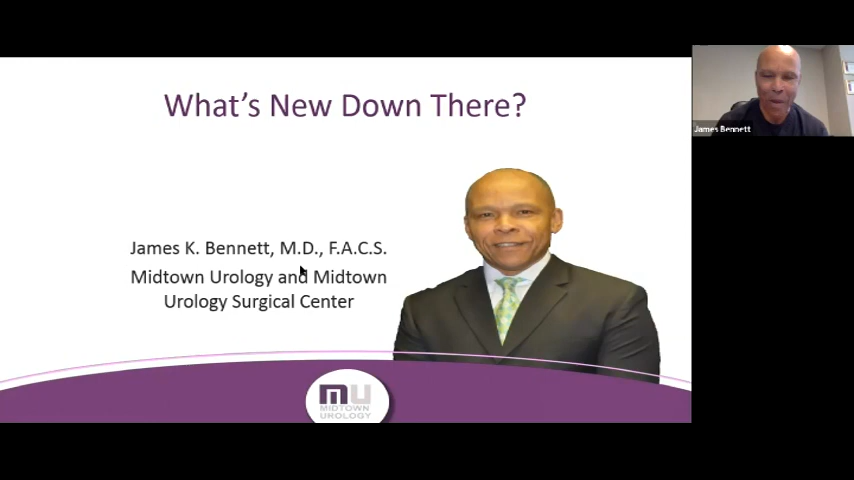 What's New Down There?
James K. Bennett, M.D., F.A.C.S.
Midtown Urology and Midtown
Urology Surgical Center
MU
MIDTOWN
UROLOGY
James Bennett